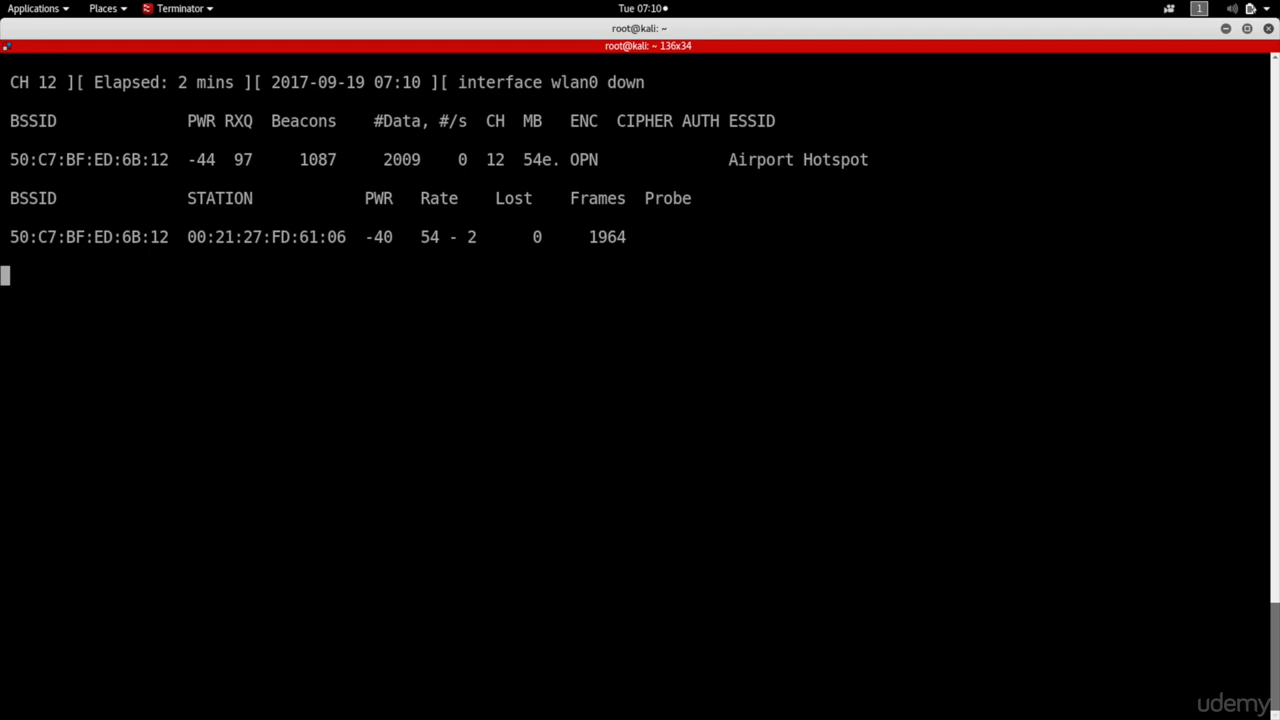 Applications Places Terminator Tue 07:10 1
root@kali: ~
root@kali: ~ 136x34
CH 12 ][ Elapsed: 2 mins ][ 2017-09-19 07:10 ][ interface wlan0 down
BSSID PWR RXQ Beacons #Data, #/s CH MB ENC CIPHER AUTH ESSID
50:C7:BF:ED:6B:12 -44 97 1087 2009 0 12 54e. OPN Airport Hotspot
BSSID STATION PWR Rate Lost Frames Probe
50:C7:BF:ED:6B:12 00:21:27:FD:61:06 -40 54 - 2 0 1964
udemy